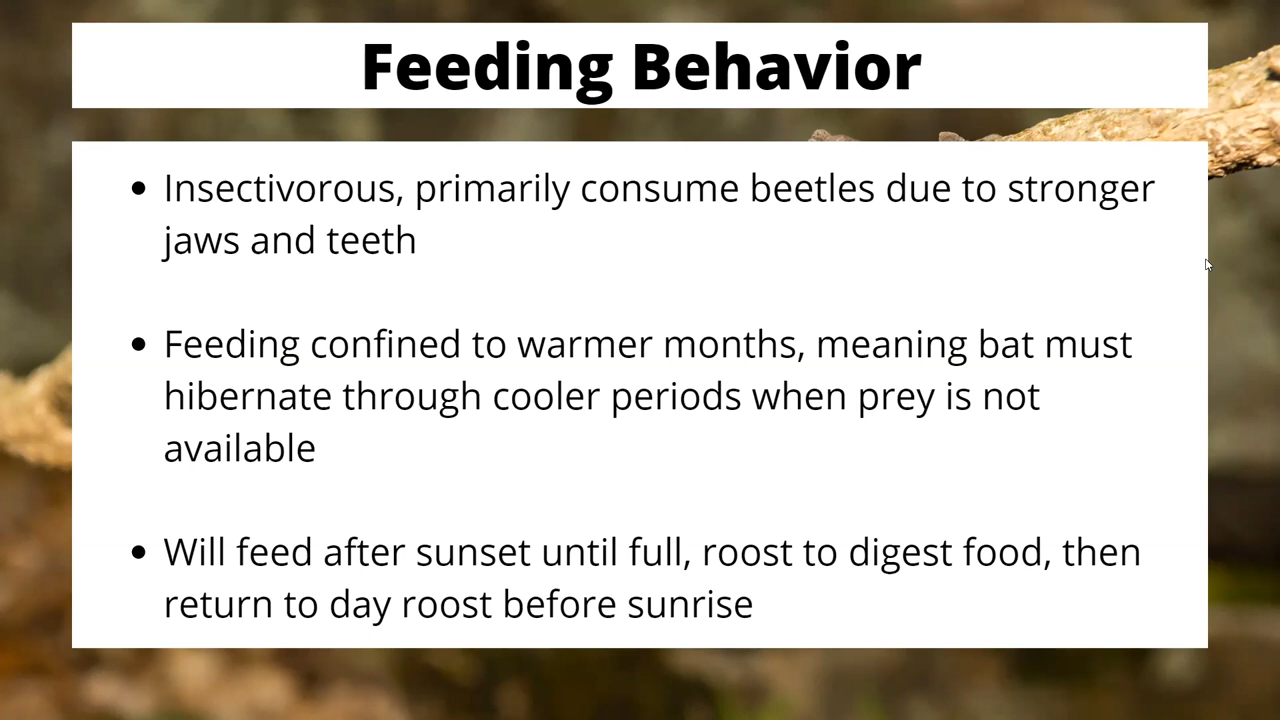 Feeding Behavior
• Insectivorous, primarily consume beetles due to stronger
jaws and teeth
• Feeding confined to warmer months, meaning bat must
hibernate through cooler periods when prey is not
available
• Will feed after sunset until full, roost to digest food, then
return to day roost before sunrise